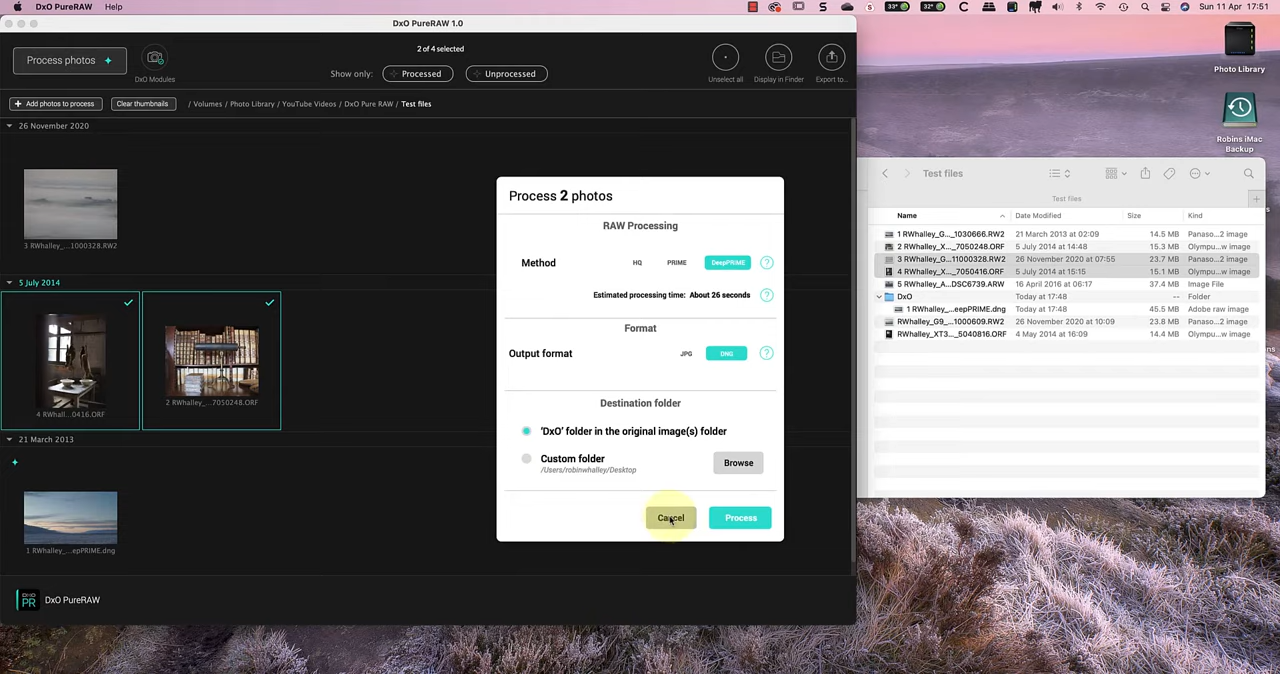 DxO PureRAW Help
33° 32° Sun 11 Apr 17:51
DxO PureRAW 1.0
Process photos
DxO Modules
2 of 4 selected
Show only: Processed Unprocessed
Unselect all
Display in Finder
Export to...
Add photos to process
Clear thumbnails
/ Volumes / Photo Library / YouTube Videos / DxO Pure RAW / Test files
26 November 2020
3 RWhalley_...1000328.RW2
5 July 2014
4 RWhall...0416.ORF
2 RWhalley_...7050248.ORF
21 March 2013
1 RWhalley_...epPRIME.dng
DxO PR
DxO PureRAW
Process 2 photos
RAW Processing
Method HQ PRIME DeepPRIME ?
Estimated processing time: About 26 seconds ?
Format
Output format JPG DNG ?
Destination folder
'DxO' folder in the original image(s) folder
Custom folder
/Users/robinwhalley/Desktop
Browse
Cancel
Process
Photo Library
Robins iMac
Backup
Test files
Test files
Name Date Modified Size Kind
1 RWhalley_G..._1030666.RW2 21 March 2013 at 02:09 14.5 MB Panaso...2 image
2 RWhalley_X..._7050248.ORF 5 July 2014 at 14:48 15.3 MB Olympu...w image
3 RWhalley_G...11000328.RW2 26 November 2020 at 07:55 23.7 MB Panaso...2 image
4 RWhalley_X..._7050416.ORF 5 July 2014 at 15:15 15.1 MB Olympu...w image
5 RWhalley_A...DSC6739.ARW 16 April 2016 at 06:17 37.4 MB Image File
DxO Today at 17:48 -- Folder
1 RWhalley_...eepPRIME.dng Today at 17:48 45.5 MB Adobe raw image
RWhalley_G9_..._1000609.RW2 26 November 2020 at 10:09 23.8 MB Panaso...2 image
RWhalley_XT3..._5040816.ORF 4 May 2014 at 16:09 14.4 MB Olympu...w image